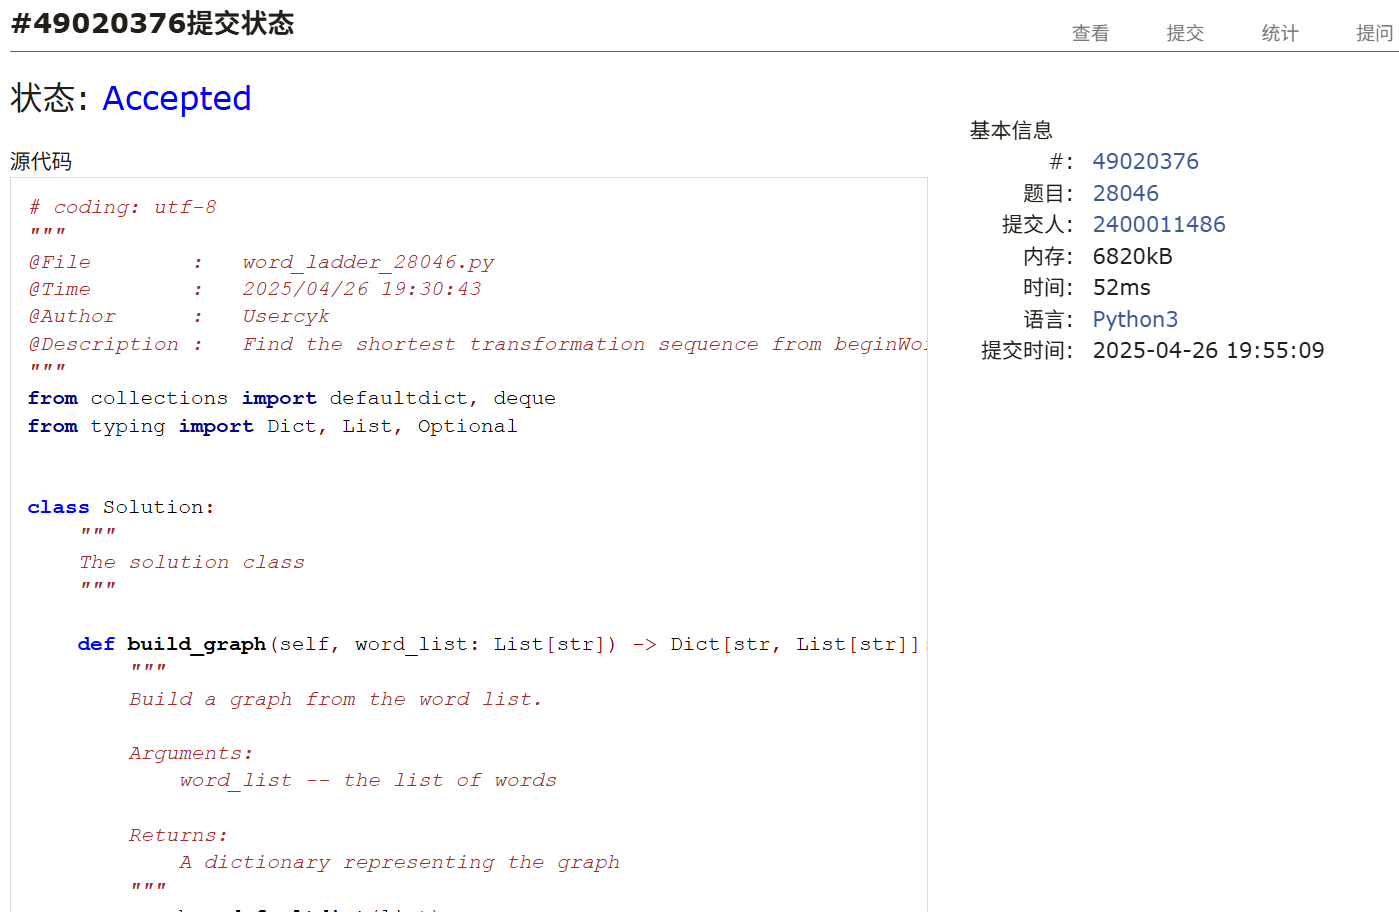 #49020376提交状态
查看 提交 统计 提问
状态: Accepted
源代码
# coding: utf-8
"""
@File : word_ladder_28046.py
@Time : 2025/04/26 19:30:43
@Author : Usercyk
@Description : Find the shortest transformation sequence from
"""
from collections import defaultdict, deque
from typing import Dict, List, Optional
class Solution:
"""
The solution class
"""
def build_graph(self, word_list: List[str]) -> Dict[str, List[str]]:
"""
Build a graph from the word list.
Arguments:
word_list -- the list of words
Returns:
A dictionary representing the graph
"""
基本信息
#: 49020376
题目: 28046
提交人: 2400011486
内存: 6820kB
时间: 52ms
语言: Python3
提交时间: 2025-04-26 19:55:09